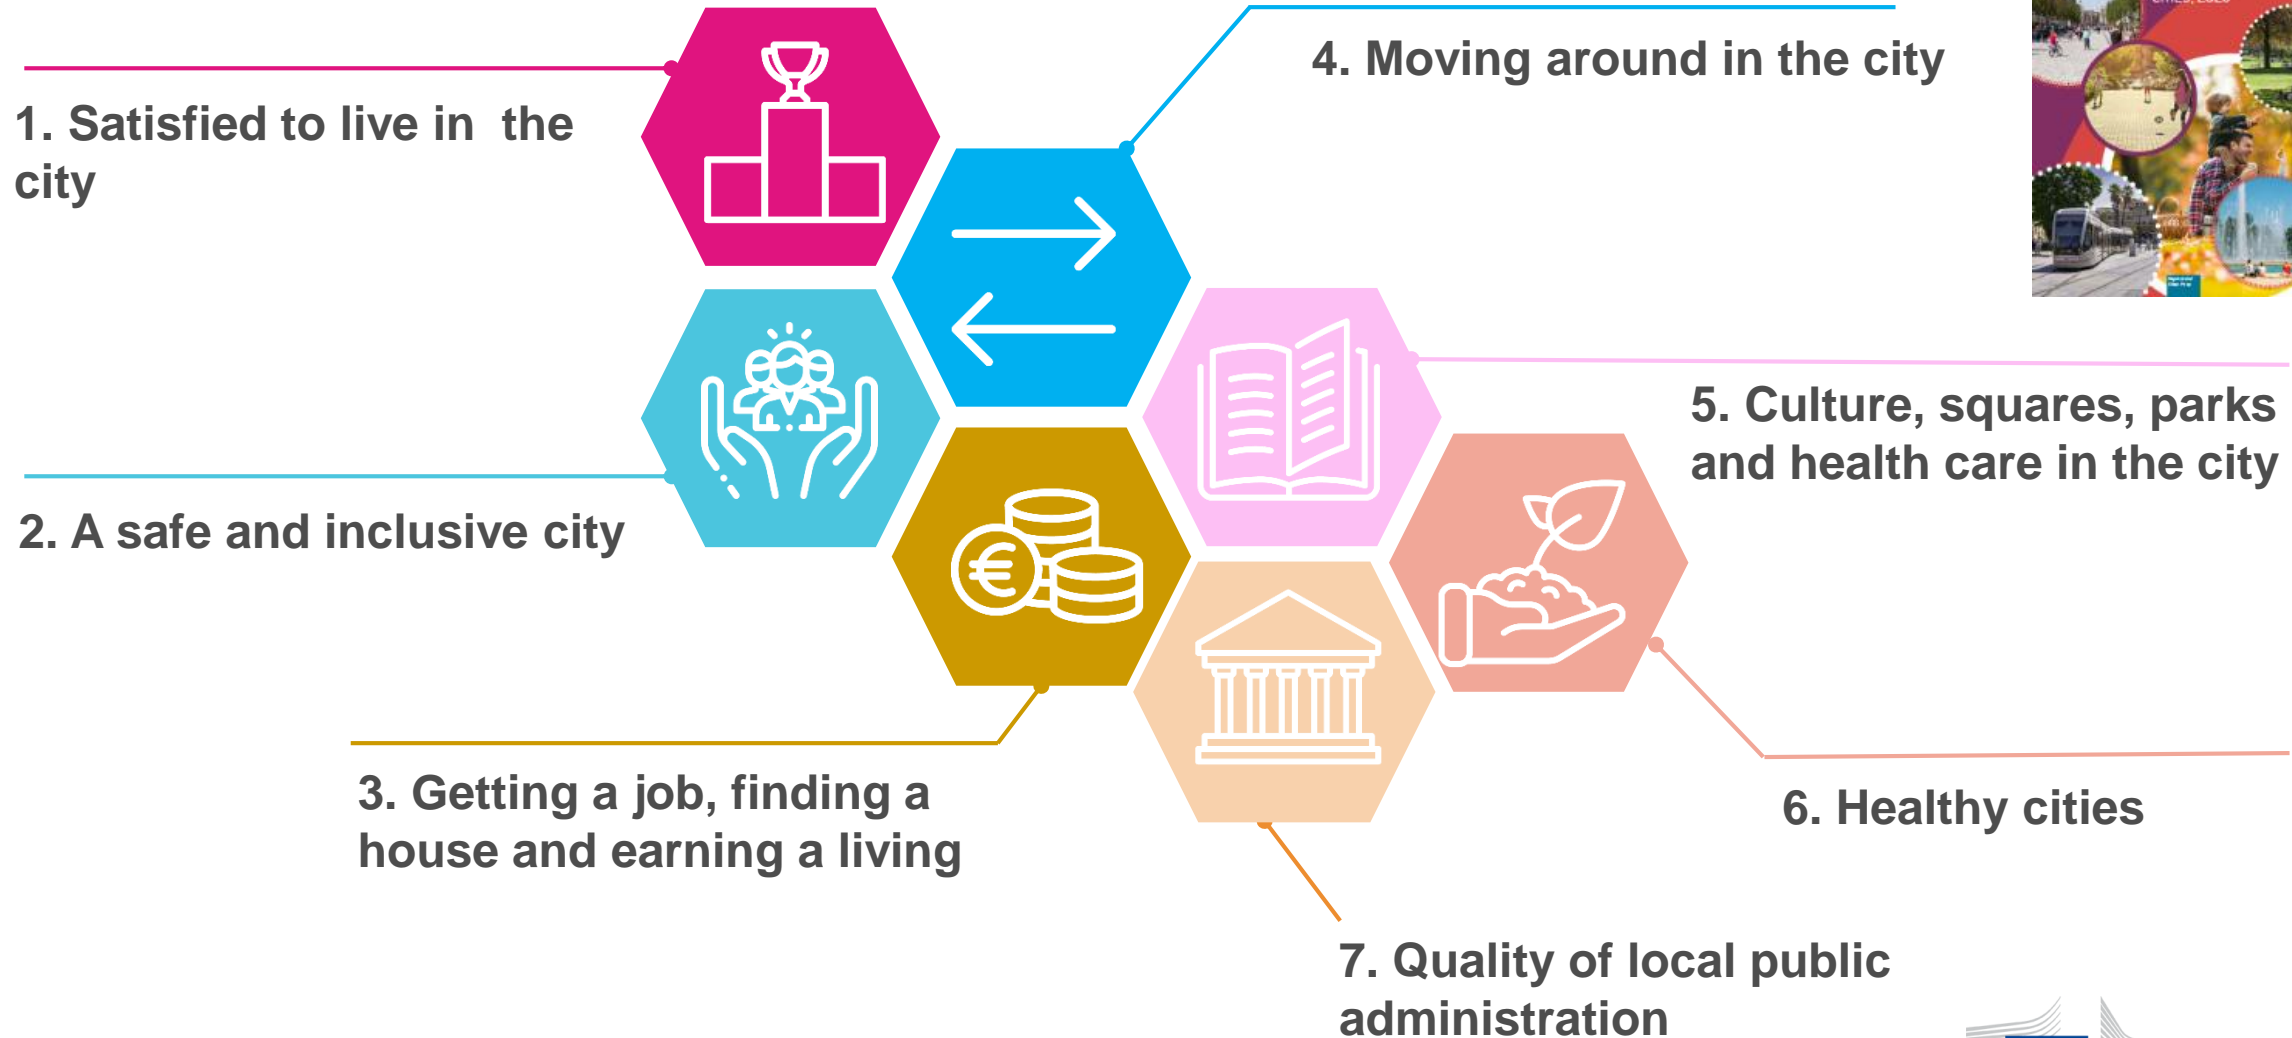 1. Satisfied to live in the
city
2. A safe and inclusive city
3. Getting a job, finding a
house and earning a living
4. Moving around in the city
CITIES, 2020
5. Culture, squares, parks
and health care in the city
6. Healthy cities
7. Quality of local public
administration